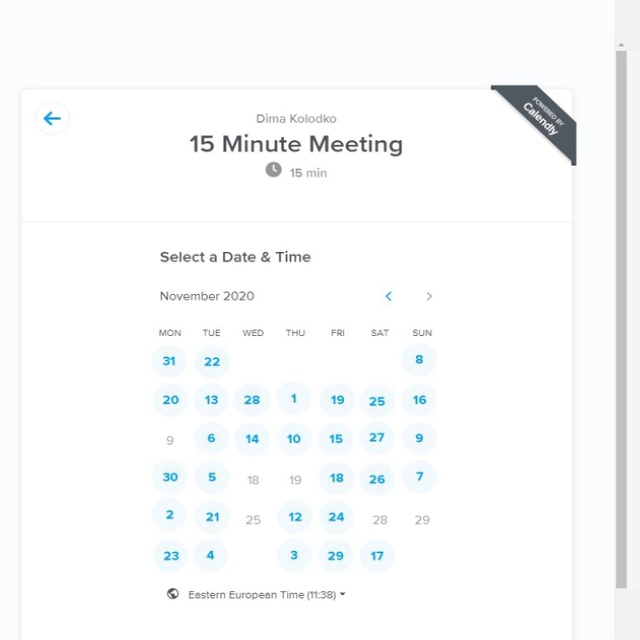 POWERED BY
Calendly
Dima Kolodko
15 Minute Meeting
15 min
Select a Date & Time
November 2020
MON TUE WED THU FRI SAT SUN
31 22 8
20 13 28 1 19 25 16
9 6 14 10 15 27 9
30 5 18 19 18 26 7
2 21 25 12 24 28 29
23 4 3 29 17
Eastern European Time (11:38)